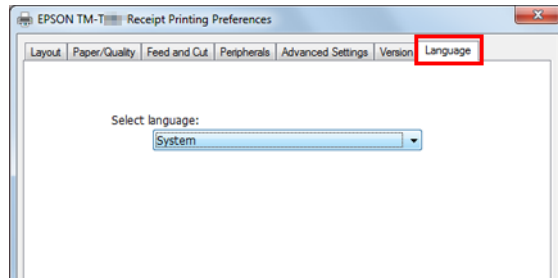 EPSON TM-T Receipt Printing Preferences
Layout Paper/Quality Feed and Cut Peripherals Advanced Settings Version Language
Select language:
System